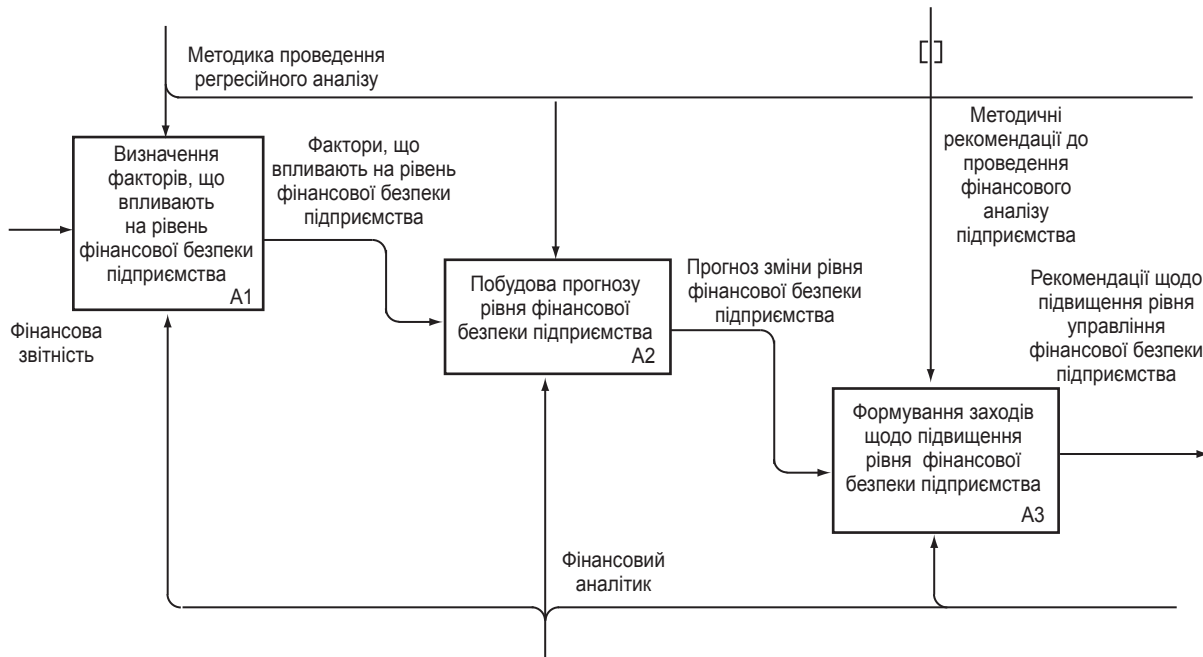 Методика проведення
регресійного аналізу
Визначення
факторів, що
впливають
на рівень
фінансової безпеки
підприємства
А1
Фактори, що
впливають на рівень
фінансової безпеки
підприємства
Фінансова
звітність
Побудова прогнозу
рівня фінансової
безпеки підприємства
А2
Прогноз зміни рівня
фінансової безпеки
підприємства
Методичні
рекомендації до
проведення
фінансового
аналізу
підприємства
Рекомендації щодо
підвищення рівня
управління
фінансової безпеки
підприємства
Формування заходів
щодо підвищення
рівня фінансової
безпеки підприємства
А3
Фінансовий
аналітик